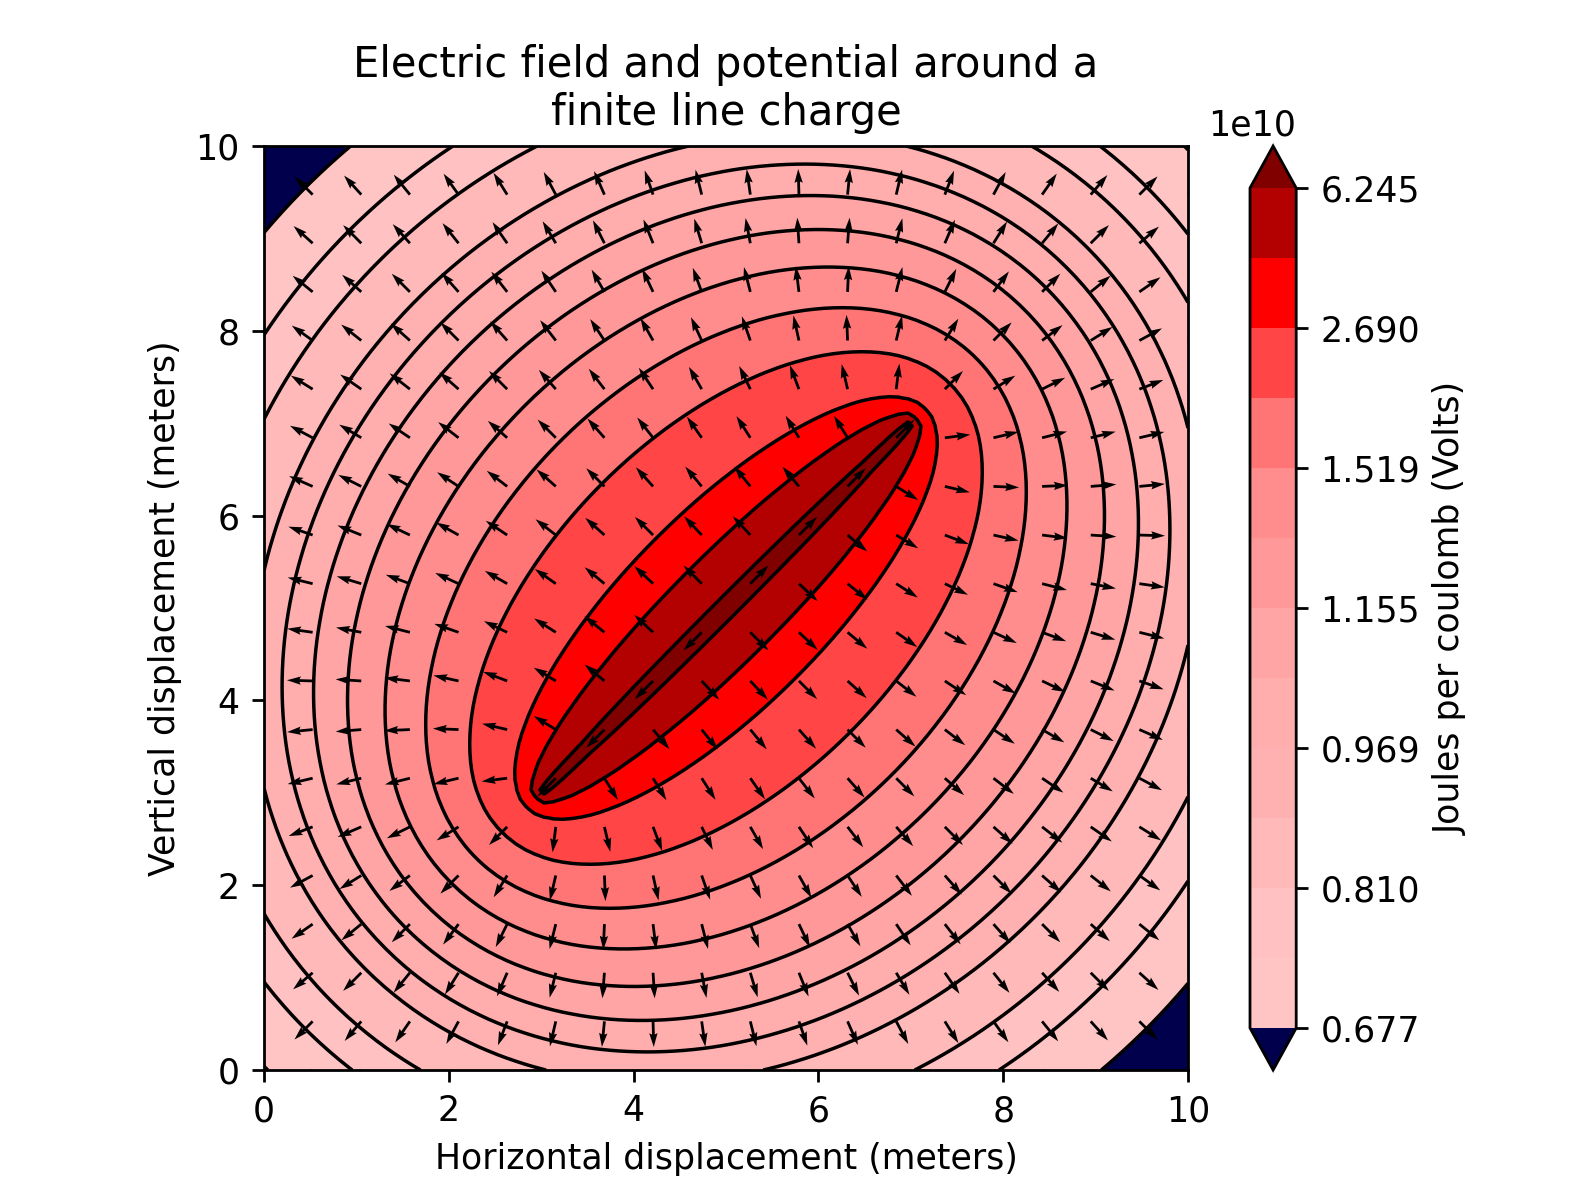 Electric field and potential around a
finite line charge
1e10
10
8
6
4
2
0
Vertical displacement (meters)
0 2 4 6 8 10
Horizontal displacement (meters)
6.245
2.690
1.519
1.155
0.969
0.810
0.677
Joules per coulomb (Volts)